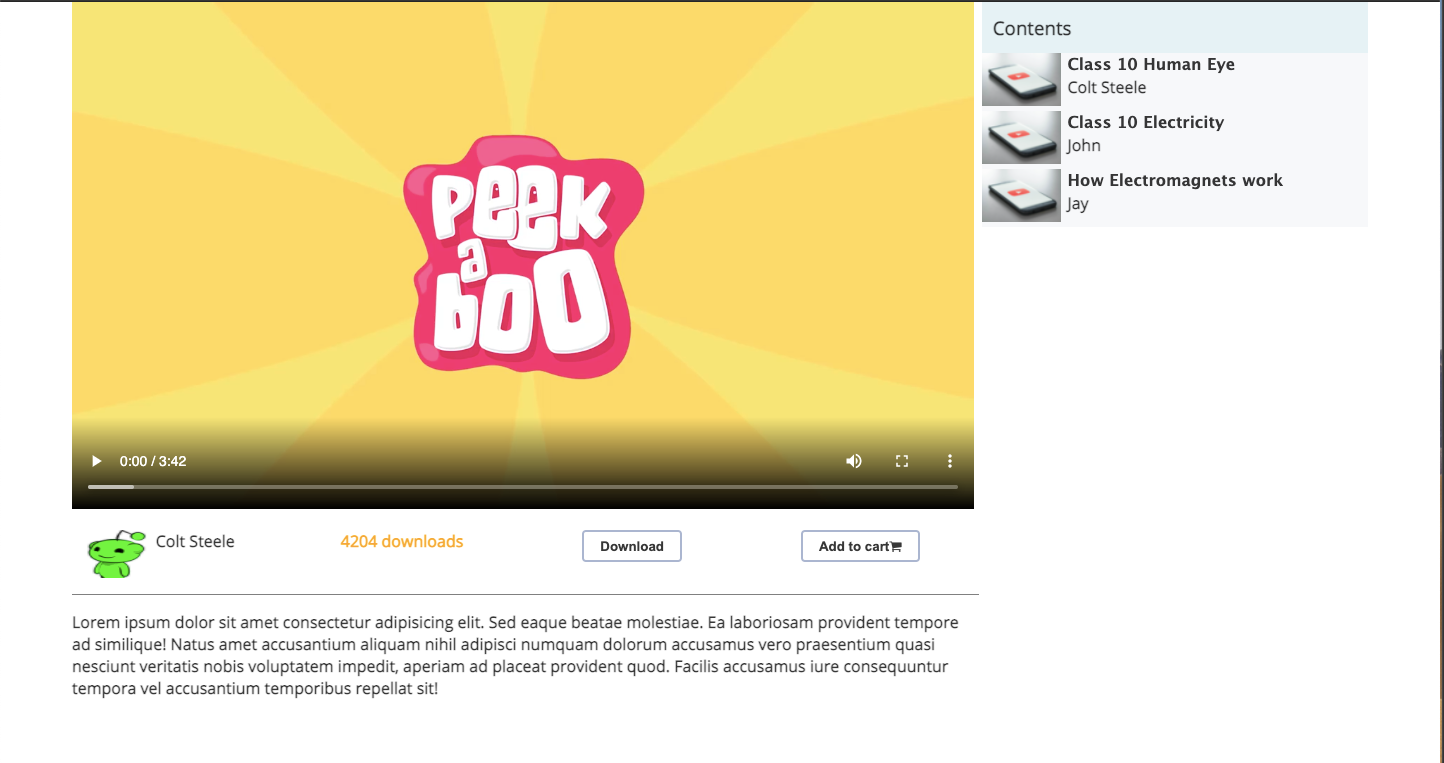 Peek
a
boo
0:00 / 3:42
Colt Steele
4204 downloads
Download
Add to cart
Lorem ipsum dolor sit amet consectetur adipisicing elit. Sed eaque beatae molestiae. Ea laboriosam provident tempore
ad similique! Natus amet accusantium aliquam nihil adipisci numquam dolorum accusamus vero praesentium quasi
nesciunt veritatis nobis voluptatem impedit, aperiam ad placeat provident quod. Facilis accusamus iure consequuntur
tempora vel accusantium temporibus repellat sit!
Contents
Class 10 Human Eye
Colt Steele
Class 10 Electricity
John
How Electromagnets work
Jay